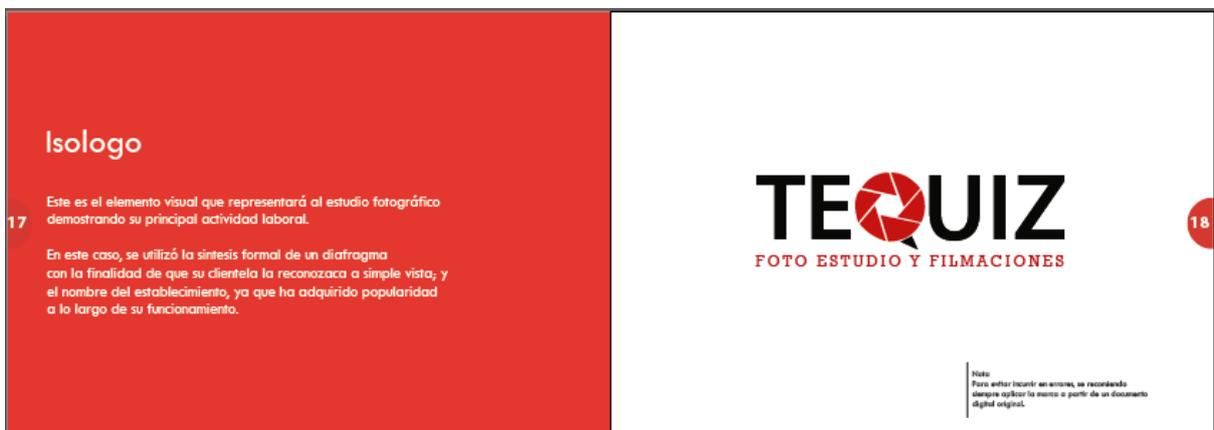 Isologo
Este es el elemento visual que representará al estudio fotográfico
demostrando su principal actividad laboral.
17
En este caso, se utilizó la sintesis formal de un diafragma
con la finalidad de que su clientela la reconozaca a simple vista; y
el nombre del establecimiento, ya que ha adquirido popularidad
a lo largo de su funcionamiento.
TEQUIZ
FOTO ESTUDIO Y FILMACIONES
18
Nota
Para evitar incurrir en errores, se recomienda
siempre aplicar la marca a partir de un documento
digital original.